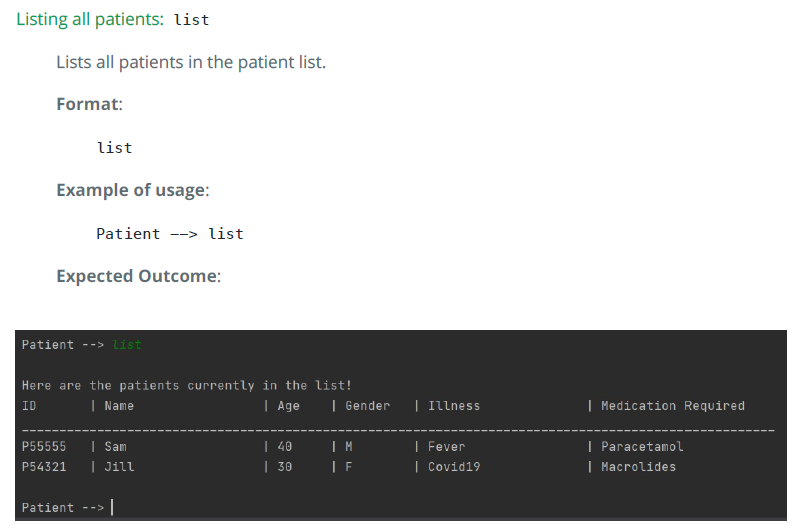 Listing all patients: list
Lists all patients in the patient list.
Format:
list
Example of usage:
Patient --> list
Expected Outcome:
Patient --> list
Here are the patients currently in the list!
ID | Name | Age | Gender | Illness | Medication Required
---------------------------------------------------------------------------------------------------
P55555 | Sam | 40 | M | Fever | Paracetamol
P54321 | Jill | 30 | F | Covid19 | Macrolides
Patient -->